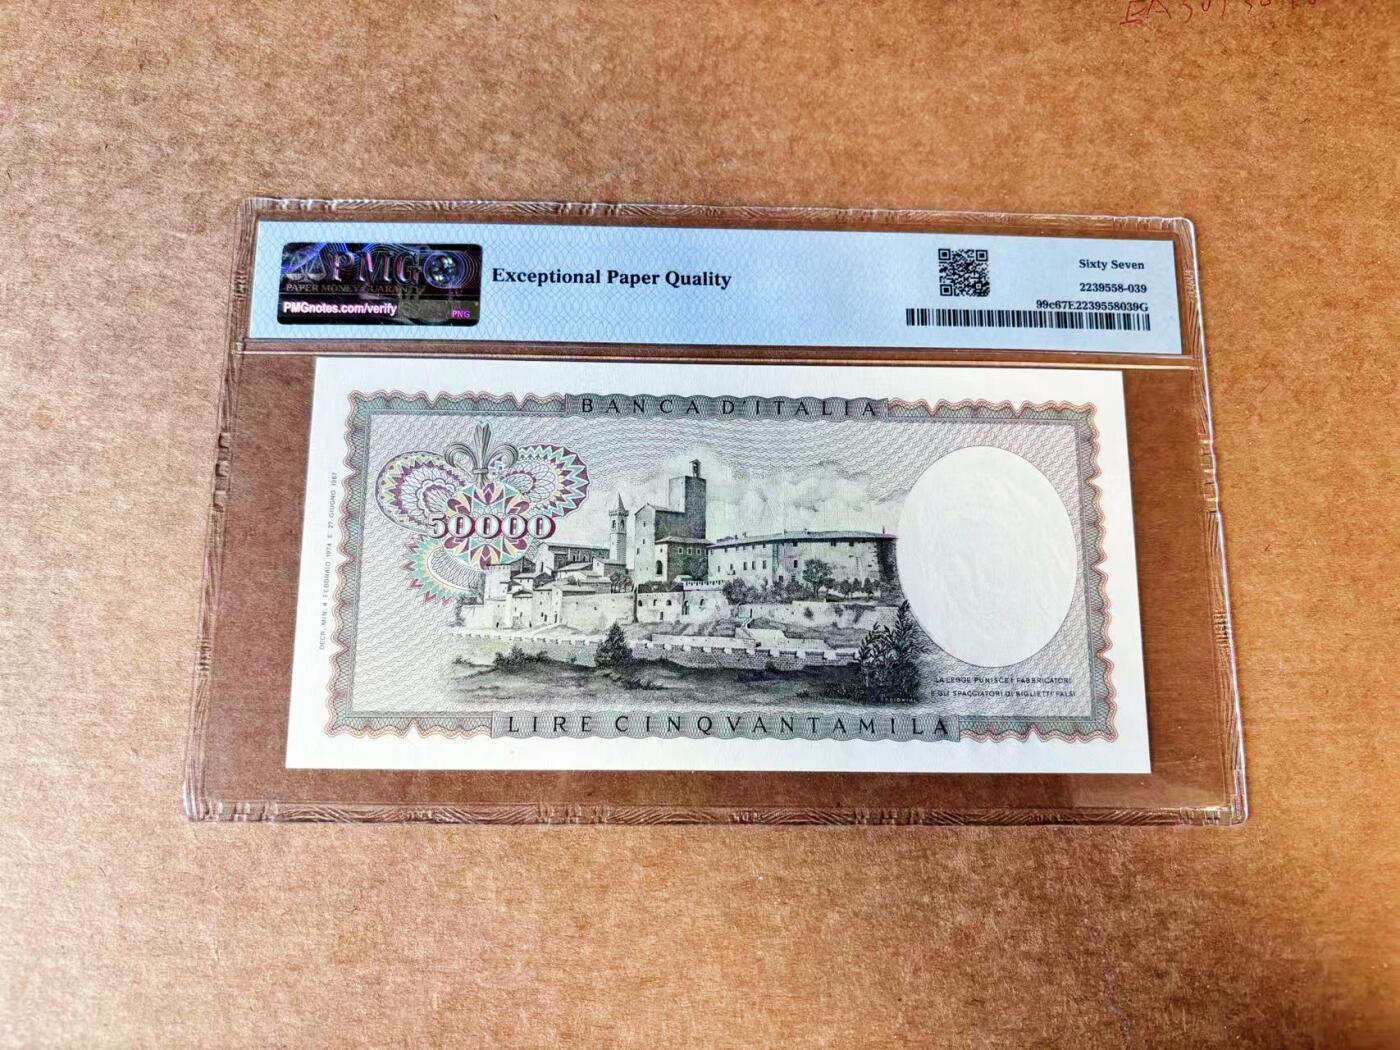 PMG
PAPER MONEY GUARANTY
PMGnotes.com/verify
PNG
Exceptional Paper Quality
Sixty Seven
2239558-039
99c67E2239558039G
BANCA D'ITALIA
50000
DECR. MIN. 4 FEBBRAIO 1974 E 27 GIUGNO 1967
LA LEGGE PUNISCE I FABBRICATORI
E GLI SPACCIATORI DI BIGLIETTI FALSI
LIRE CINQVANTAMILA